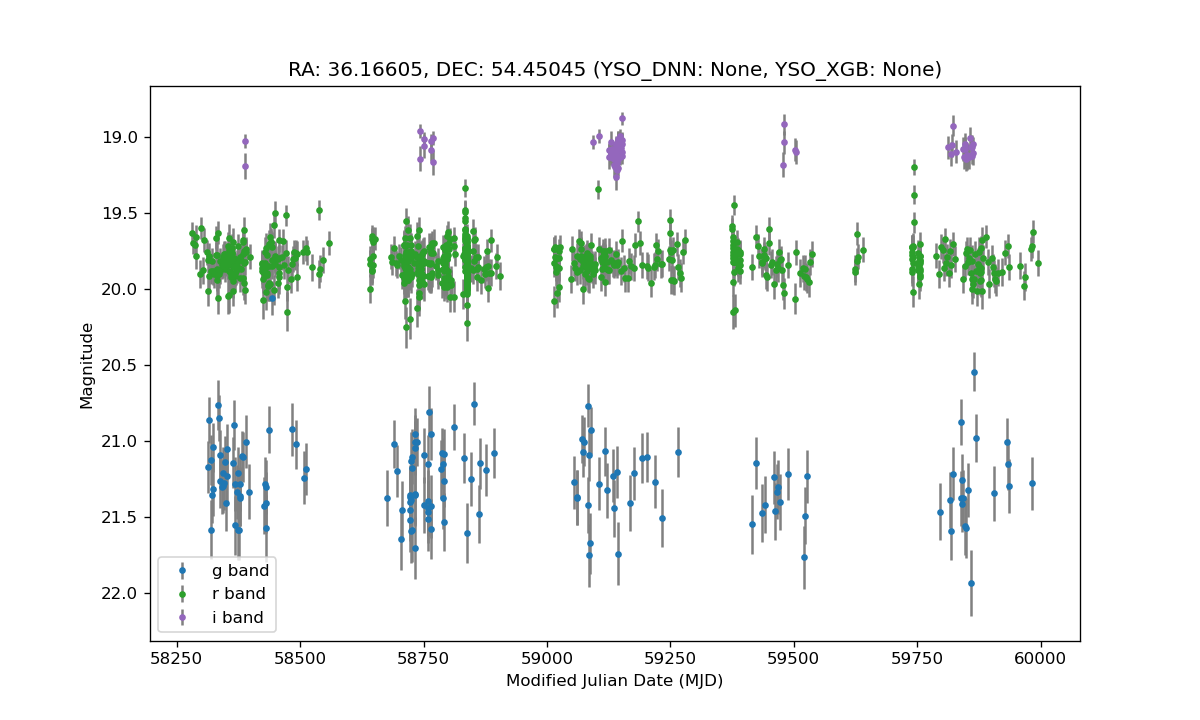 RA: 36.16605, DEC: 54.45045 (YSO_DNN: None, YSO_XGB: None)
19.0
19.5
20.0
20.5
21.0
21.5
22.0
Magnitude
g band
r band
i band
58250 58500 58750 59000 59250 59500 59750 60000
Modified Julian Date (MJD)